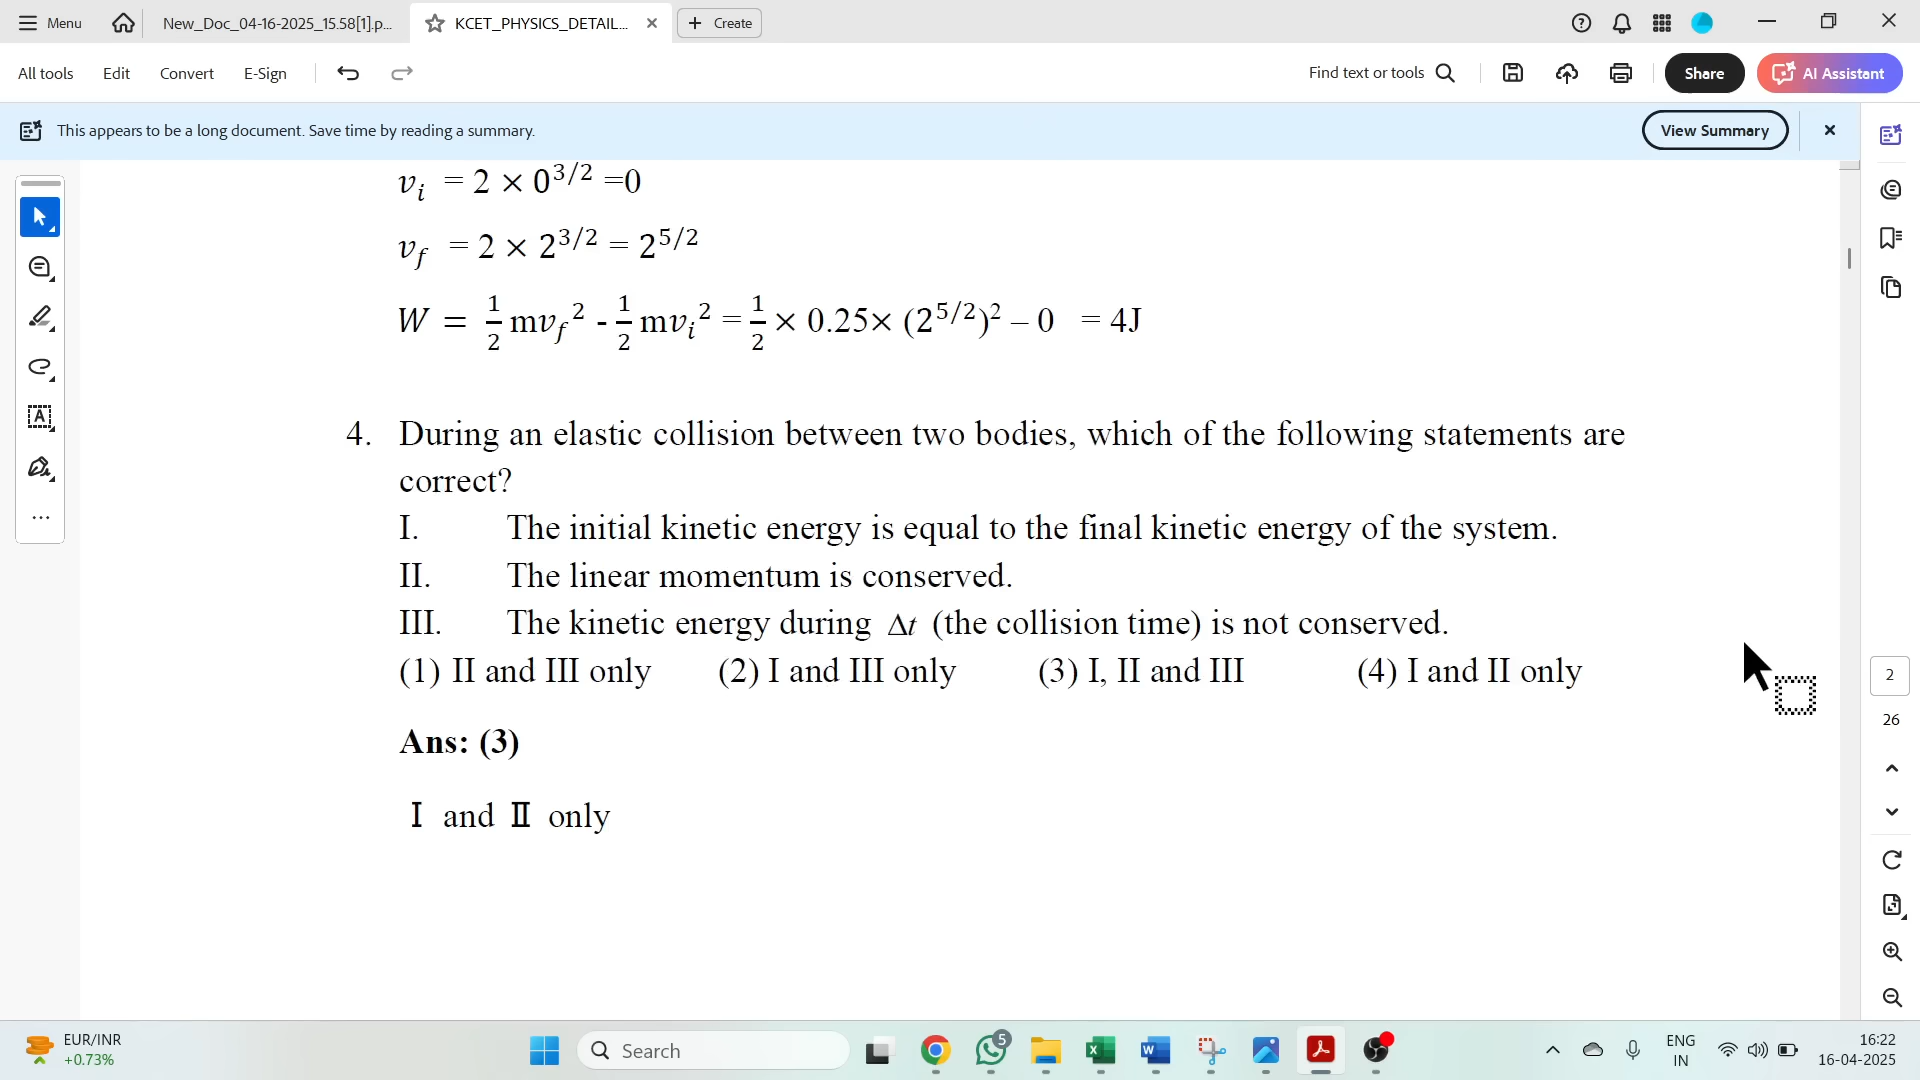 Menu
New_Doc_04-16-2025_15.58[1].p...
KCET_PHYSICS_DETAIL...
Create
All tools
Edit
Convert
E-Sign
Find text or tools
Share
AI Assistant
This appears to be a long document. Save time by reading a summary.
View Summary
v_i = 2 × 0^{3/2} =0
v_f = 2 × 2^{3/2} = 2^{5/2}
W = 1/2 mv_f^2 - 1/2 mv_i^2 = 1/2 × 0.25× (2^{5/2})^2 – 0 = 4J
4. During an elastic collision between two bodies, which of the following statements are
correct?
I. The initial kinetic energy is equal to the final kinetic energy of the system.
II. The linear momentum is conserved.
III. The kinetic energy during Δt (the collision time) is not conserved.
(1) II and III only (2) I and III only (3) I, II and III (4) I and II only
Ans: (3)
I and II only
2
26
EUR/INR
+0.73%
Search
5
ENG
IN
16:22
16-04-2025